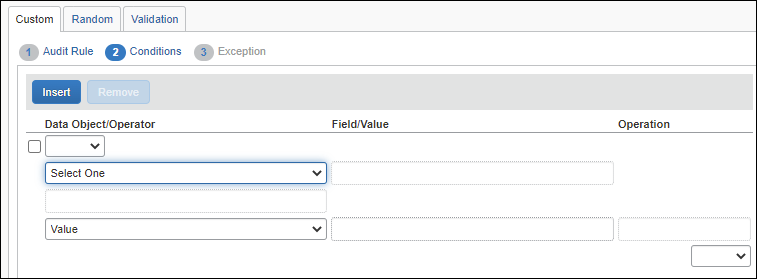 Custom Random Validation
1 Audit Rule 2 Conditions 3 Exception
Insert Remove
Data Object/Operator Field/Value Operation
Select One
Value